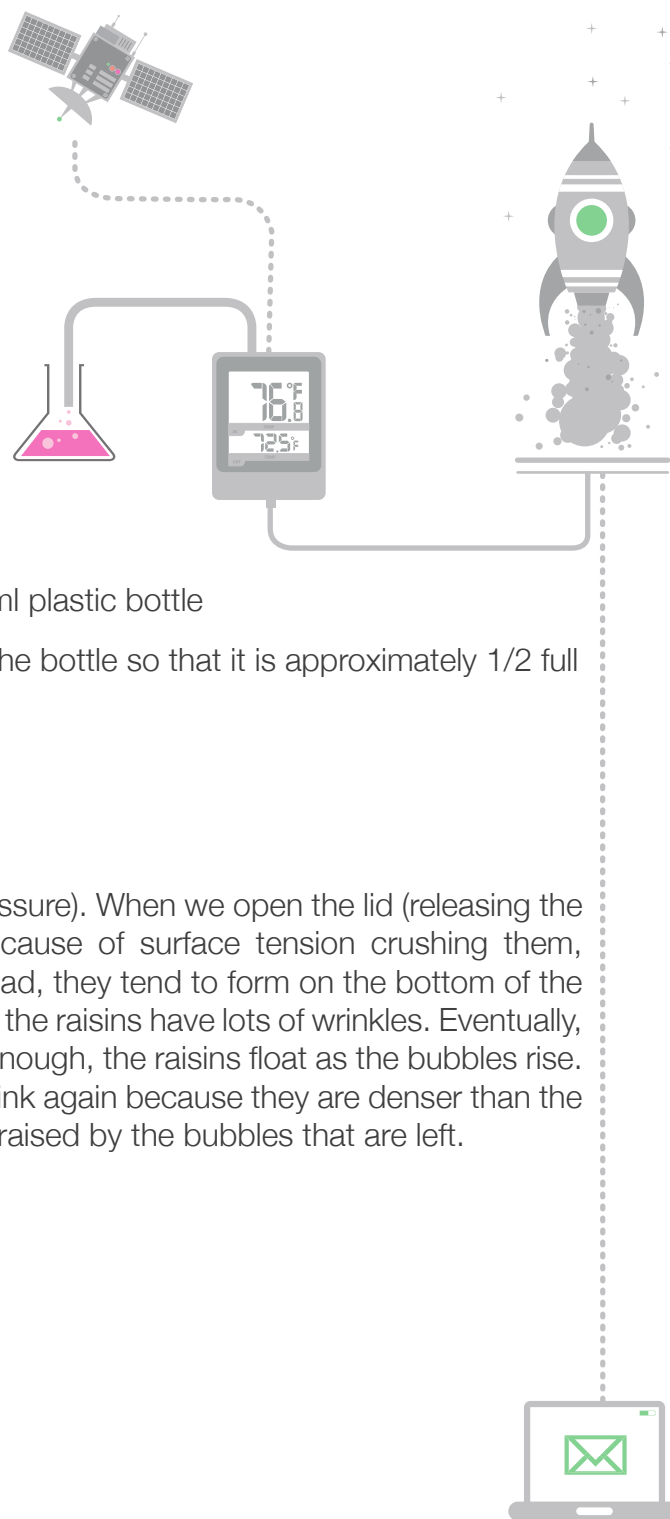 76.8°F
72.5°F
ml plastic bottle
he bottle so that it is approximately 1/2 full
ssure). When we open the lid (releasing the
cause of surface tension crushing them,
ad, they tend to form on the bottom of the
the raisins have lots of wrinkles. Eventually,
nough, the raisins float as the bubbles rise.
ink again because they are denser than the
raised by the bubbles that are left.